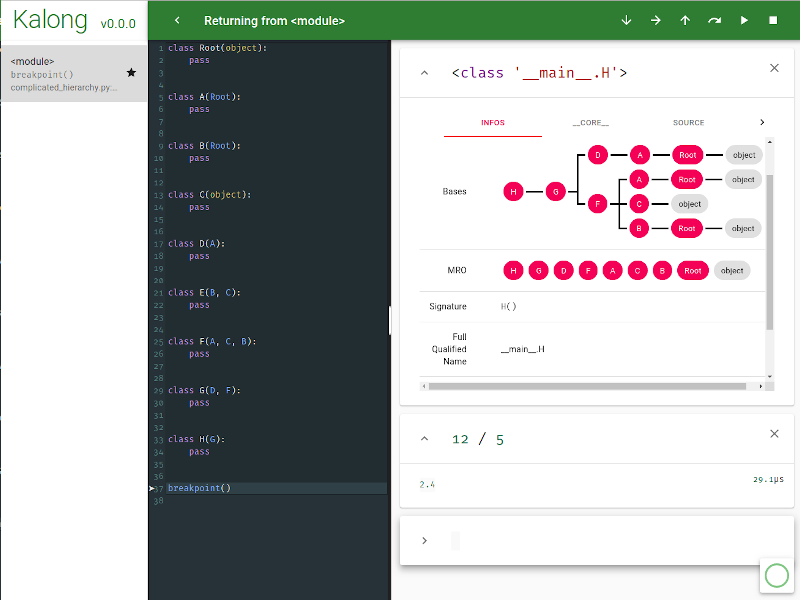 Kalong v0.0.0
Returning from <module>
<module>
breakpoint()
complicated_hierarchy.py...
1 class Root(object):
2     pass
3
4
5 class A(Root):
6     pass
7
8
9 class B(Root):
10     pass
11
12
13 class C(object):
14     pass
15
16
17 class D(A):
18     pass
19
20
21 class E(B, C):
22     pass
23
24
25 class F(A, C, B):
26     pass
27
28
29 class G(D, F):
30     pass
31
32
33 class H(G):
34     pass
35
36
37 breakpoint()
38
<class '__main__.H'>
INFOS __CORE__ SOURCE
D A Root object
A Root object
Bases H G
F C object
B Root object
MRO H G D F A C B Root object
Signature H()
Full
Qualified __main__.H
Name
12 / 5
2.4 29.1μs